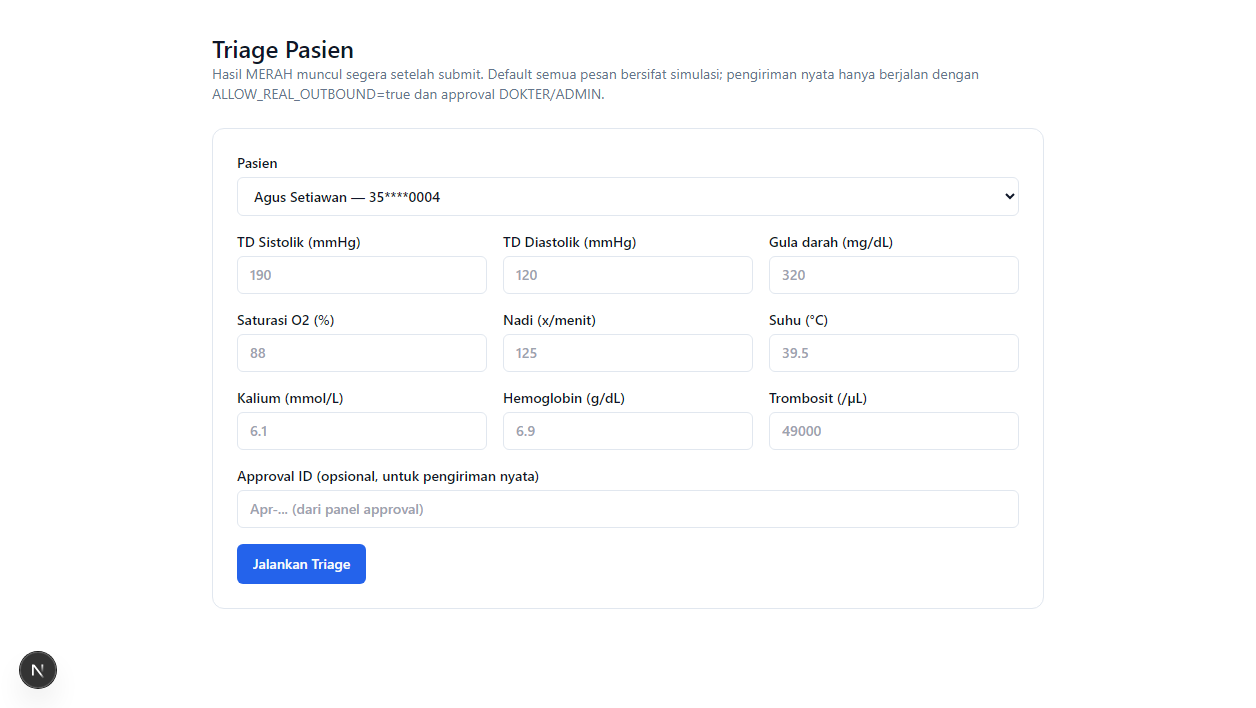 Triage Pasien
Hasil MERAH muncul segera setelah submit. Default semua pesan bersifat simulasi; pengiriman nyata hanya berjalan dengan
ALLOW_REAL_OUTBOUND=true dan approval DOKTER/ADMIN.
Pasien
Agus Setiawan — 35****0004
TD Sistolik (mmHg)
TD Diastolik (mmHg)
Gula darah (mg/dL)
190
120
320
Saturasi O2 (%)
Nadi (x/menit)
Suhu (°C)
88
125
39.5
Kalium (mmol/L)
Hemoglobin (g/dL)
Trombosit (/µL)
6.1
6.9
49000
Approval ID (opsional, untuk pengiriman nyata)
Apr-... (dari panel approval)
Jalankan Triage
N